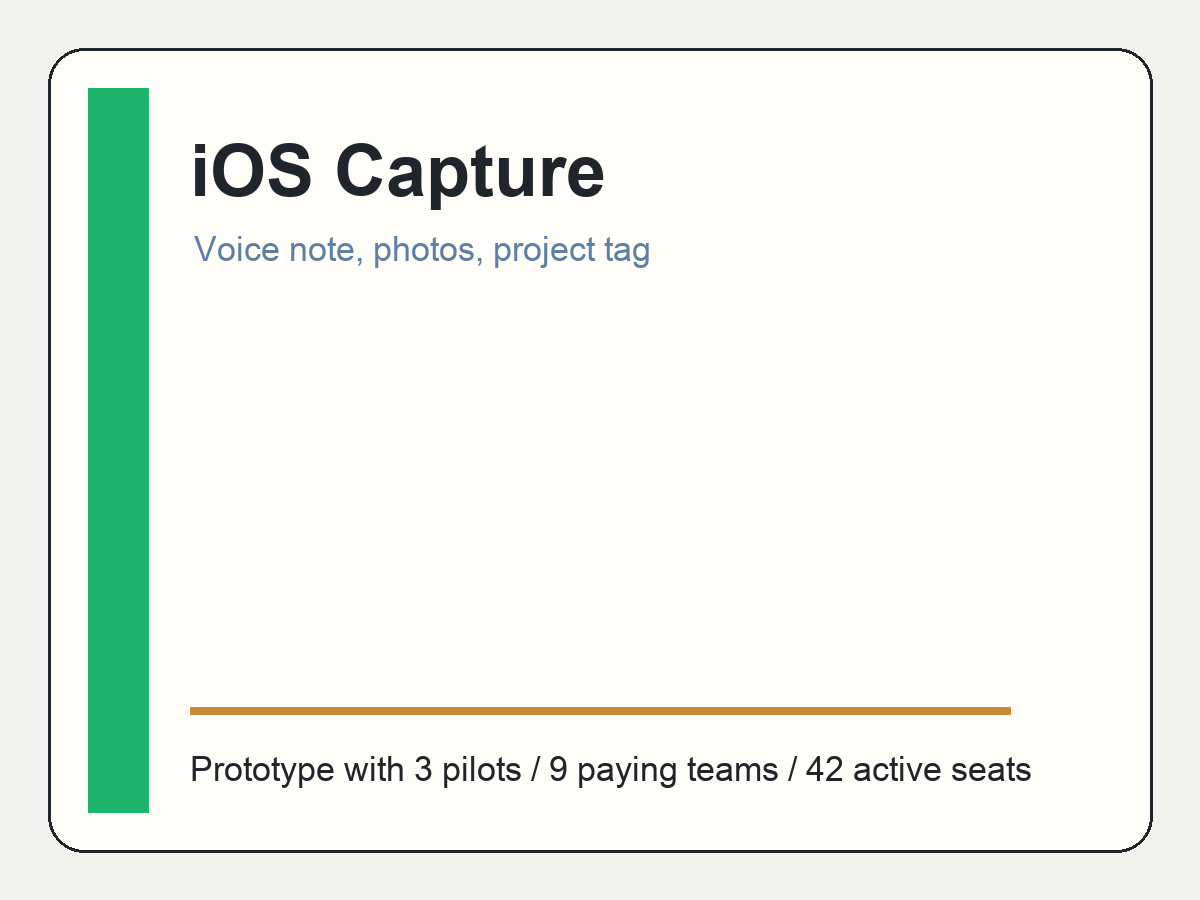 iOS Capture
Voice note, photos, project tag
Prototype with 3 pilots / 9 paying teams / 42 active seats